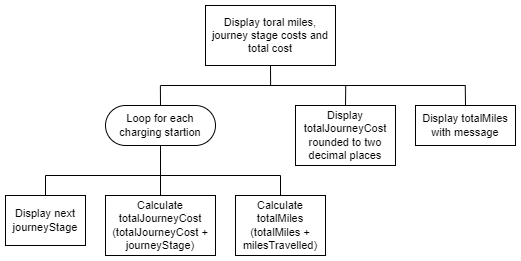 Display toral miles,
journey stage costs and
total cost
Loop for each
charging startion
Display
totalJourneyCost
rounded to two
decimal places
Display totalMiles
with message
Display next
journeyStage
Calculate
totalJourneyCost
(totalJourneyCost +
journeyStage)
Calculate
totalMiles
(totalMiles +
milesTravelled)